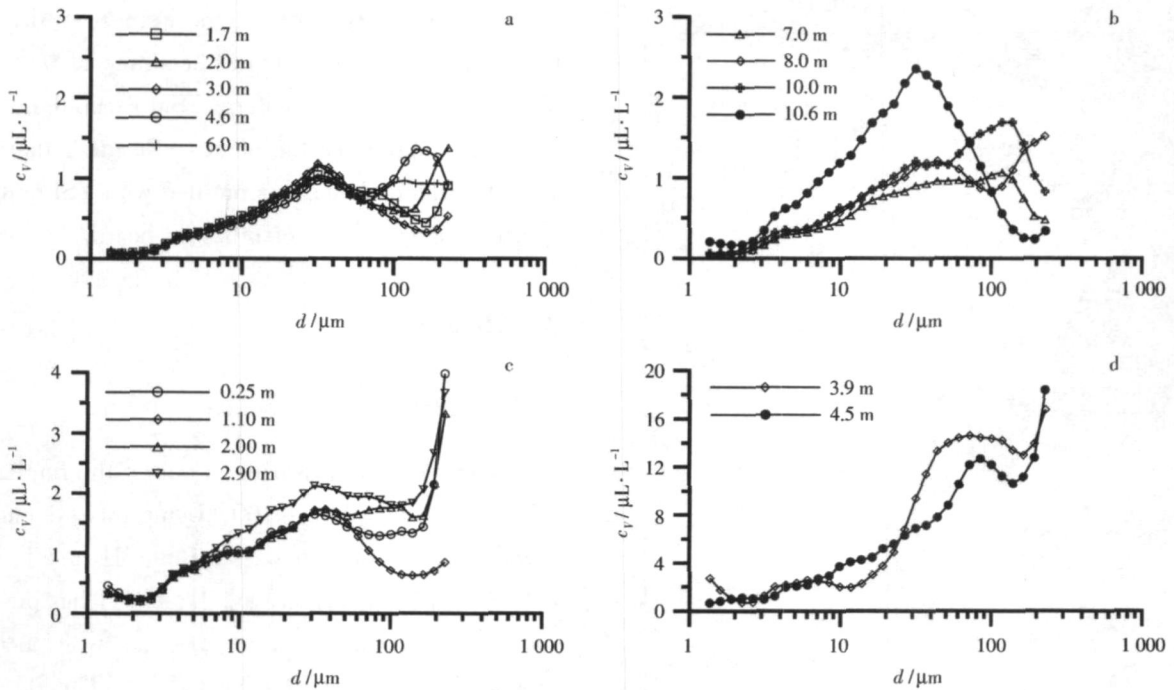 a
3
1.7 m
2.0 m
3.0 m
4.6 m
6.0 m
2
1
0
c_V / μL· L⁻¹
1
10
100
1 000
d /μm
b
3
7.0 m
8.0 m
10.0 m
10.6 m
2
1
0
c_V / μL· L⁻¹
1
10
100
1 000
d /μm
c
4
0.25 m
1.10 m
2.00 m
2.90 m
3
2
1
0
c_V / μL· L⁻¹
1
10
100
1 000
d /μm
d
20
3.9 m
4.5 m
16
12
8
4
0
c_V / μL· L⁻¹
1
10
100
1 000
d /μm